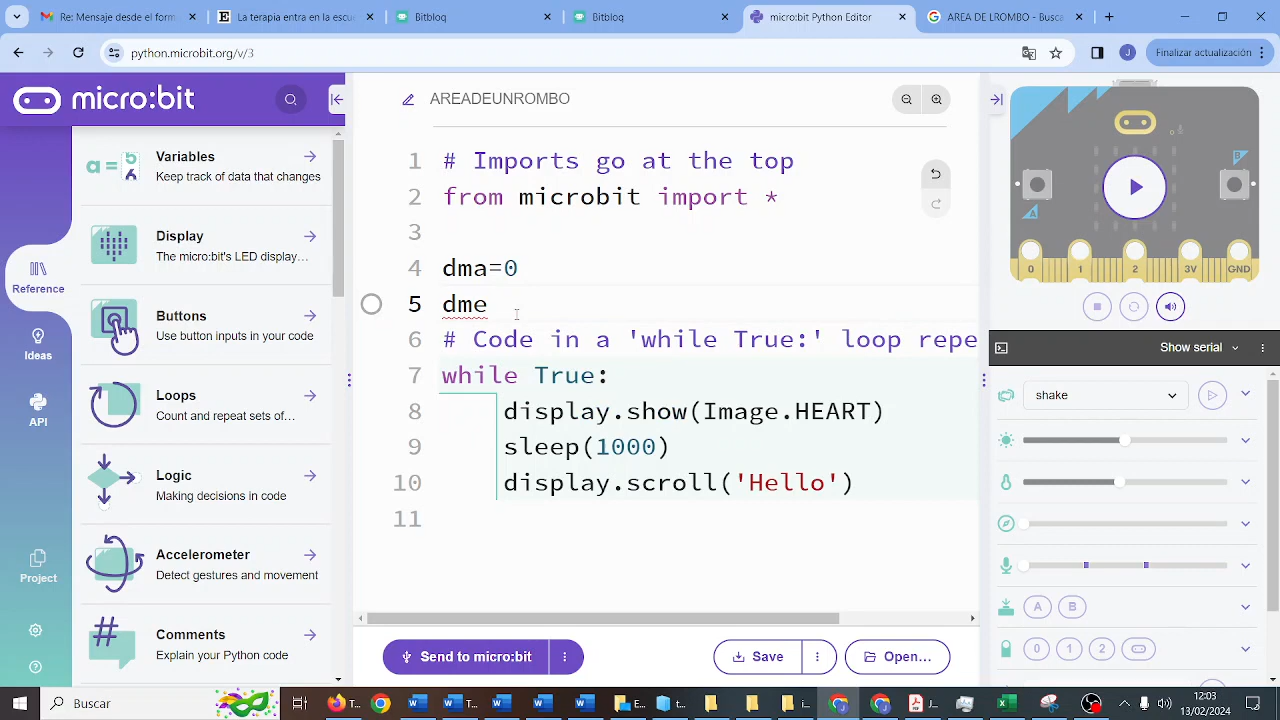 Mensaje desde el form
La terapia entra en la escu
Bitbloq
Bitbloq
micro:bit Python Editor
AREA DE LROMBO - Busca
python.microbit.org/v/3
J
Finalizar actualización
micro:bit
AREADEUNROMBO
Reference
Ideas
API
Project
a=
Variables
Keep track of data that changes
Display
The micro:bit's LED display…
Buttons
Use button inputs in your code
Loops
Count and repeat sets of…
Logic
Making decisions in code
Accelerometer
Detect gestures and movement
#
Comments
Explain your Python code
1 # Imports go at the top
2 from microbit import *
3
4 dma=0
5 dme
6 # Code in a 'while True:' loop repe
7 while True:
8 display.show(Image.HEART)
9 sleep(1000)
10 display.scroll('Hello')
11
Send to micro:bit
Save
Open...
A
B
0 1 2 3V GND
Show serial
shake
A B
0 1 2
Buscar
12:03
13/02/2024